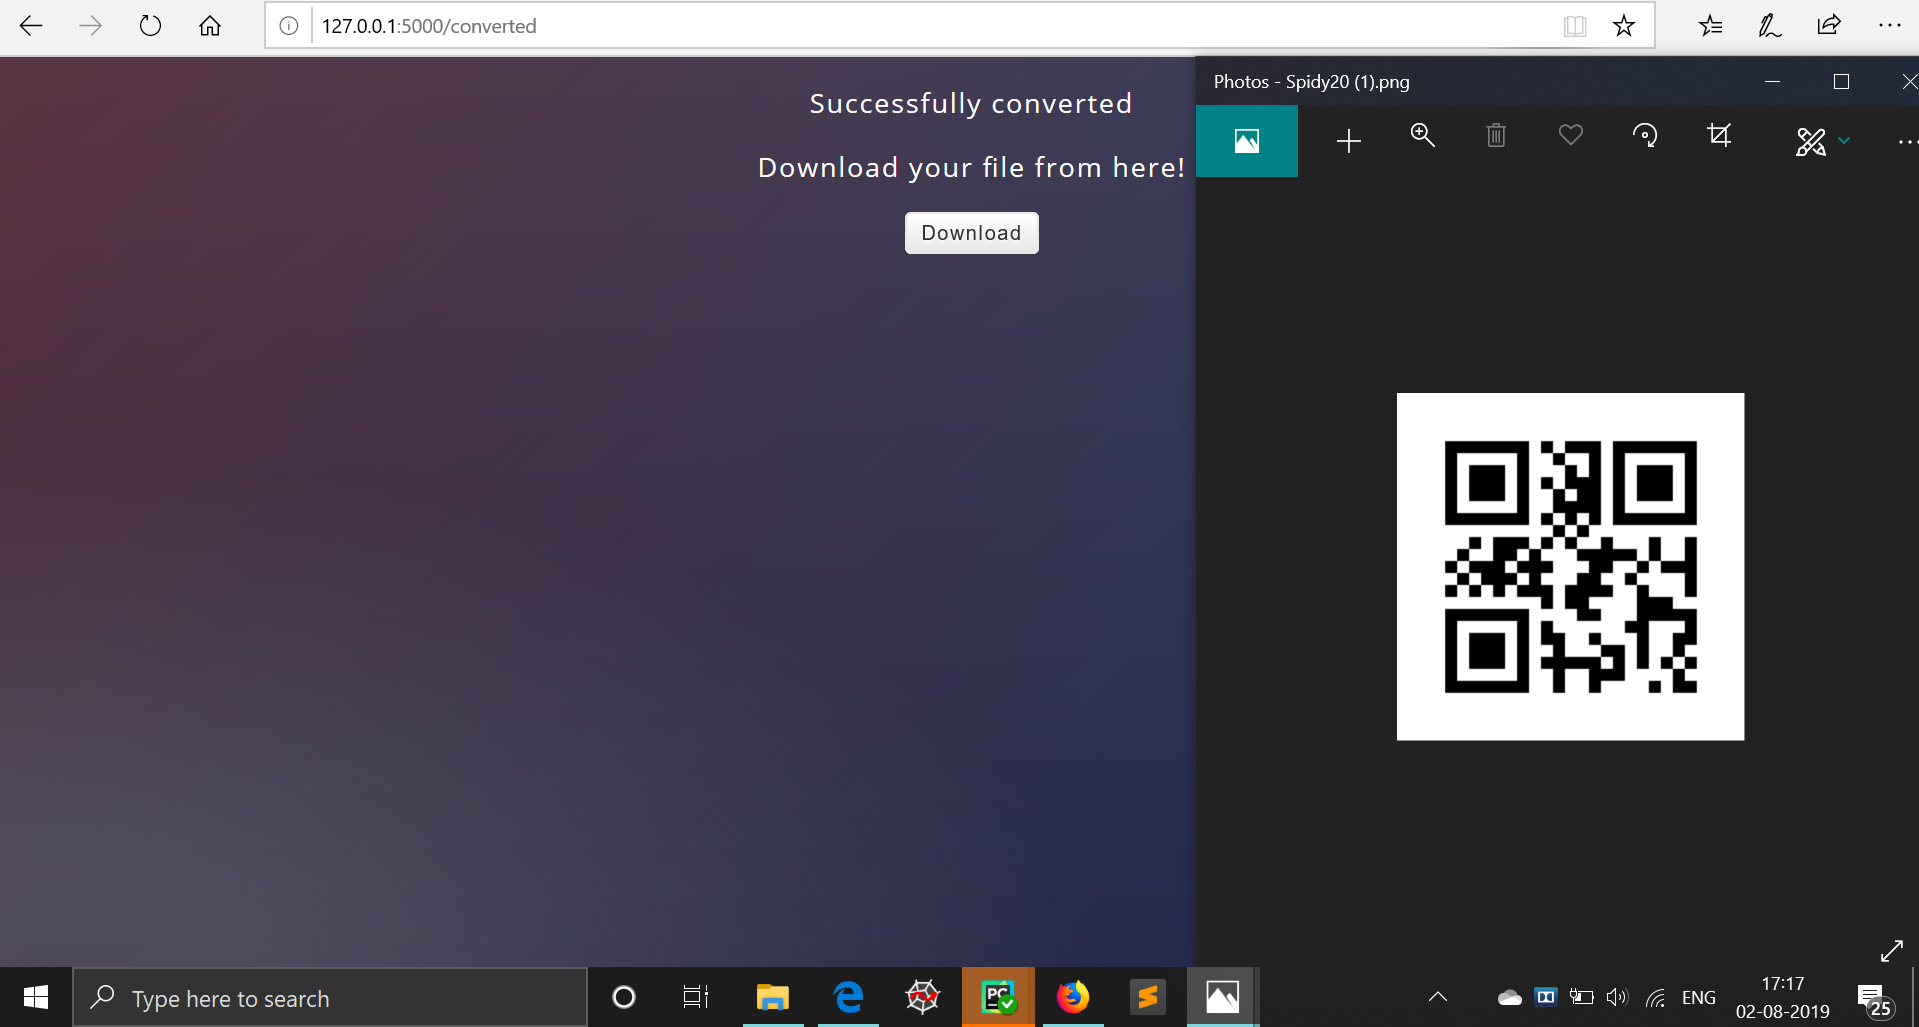 127.0.0.1:5000/converted
Photos - Spidy20 (1).png
Successfully converted
Download your file from here!
Download
Type here to search
PC
ENG
17:17
02-08-2019
25